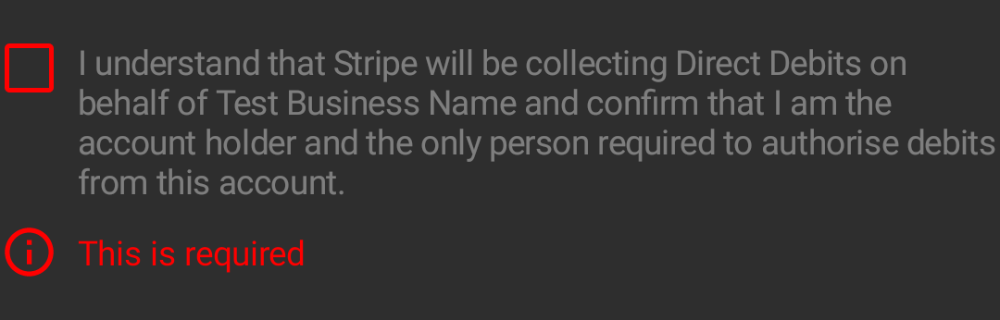 I understand that Stripe will be collecting Direct Debits on
behalf of Test Business Name and confirm that I am the
account holder and the only person required to authorise debits
from this account.
This is required